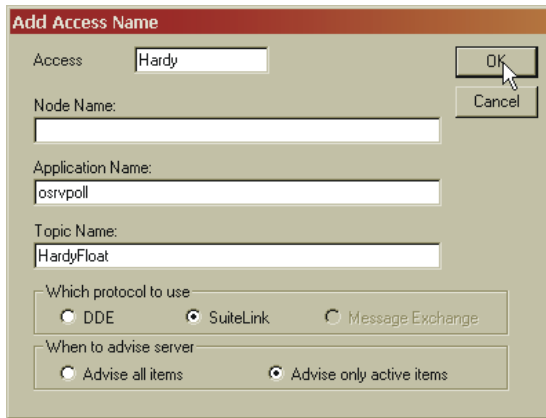 Add Access Name
Access Hardy OK
Node Name: Cancel
Application Name:
osrvpoll
Topic Name:
HardyFloat
Which protocol to use
DDE SuiteLink Message Exchange
When to advise server
Advise all items Advise only active items